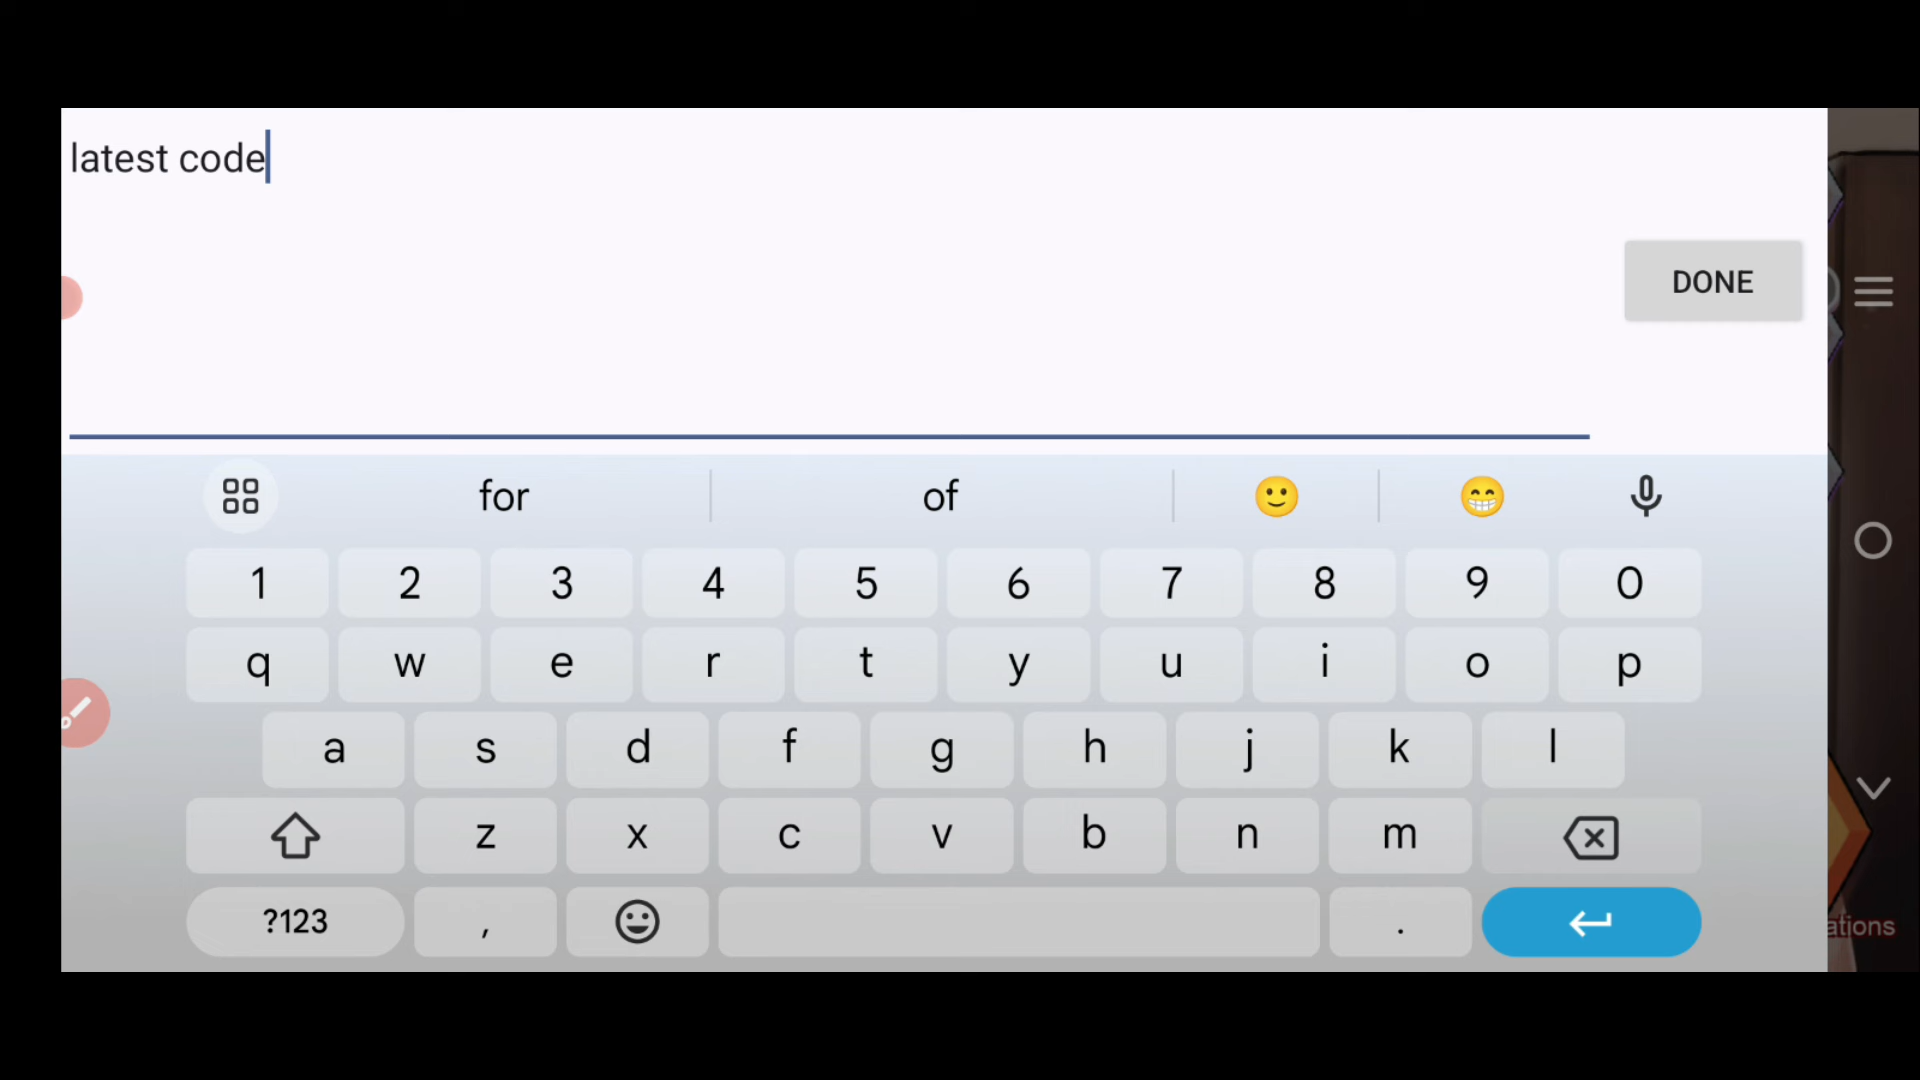 latest code
DONE
for of
1 2 3 4 5 6 7 8 9 0
q w e r t y u i o p
a s d f g h j k l
z x c v b n m
?123 , .
ations